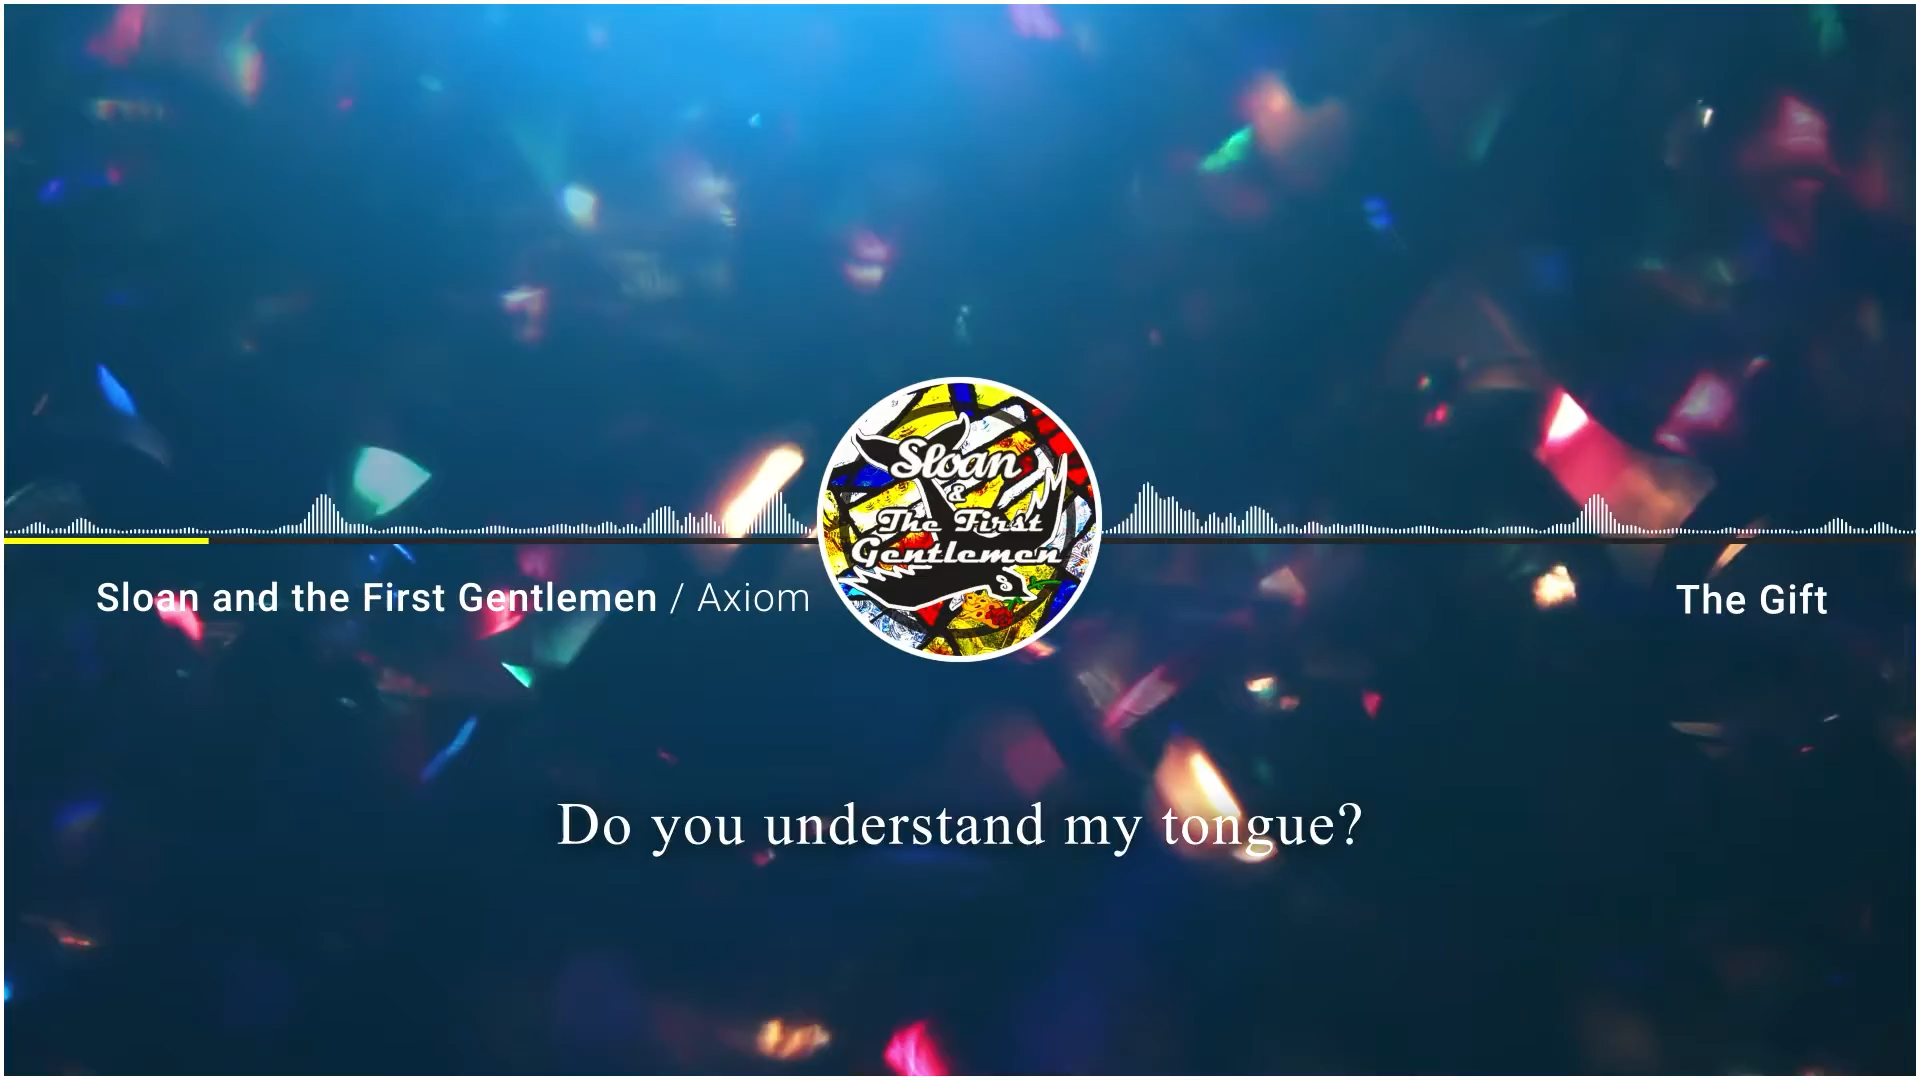 Sloan
&
The First
Gentlemen
Sloan and the First Gentlemen / Axiom
The Gift
Do you understand my tongue?